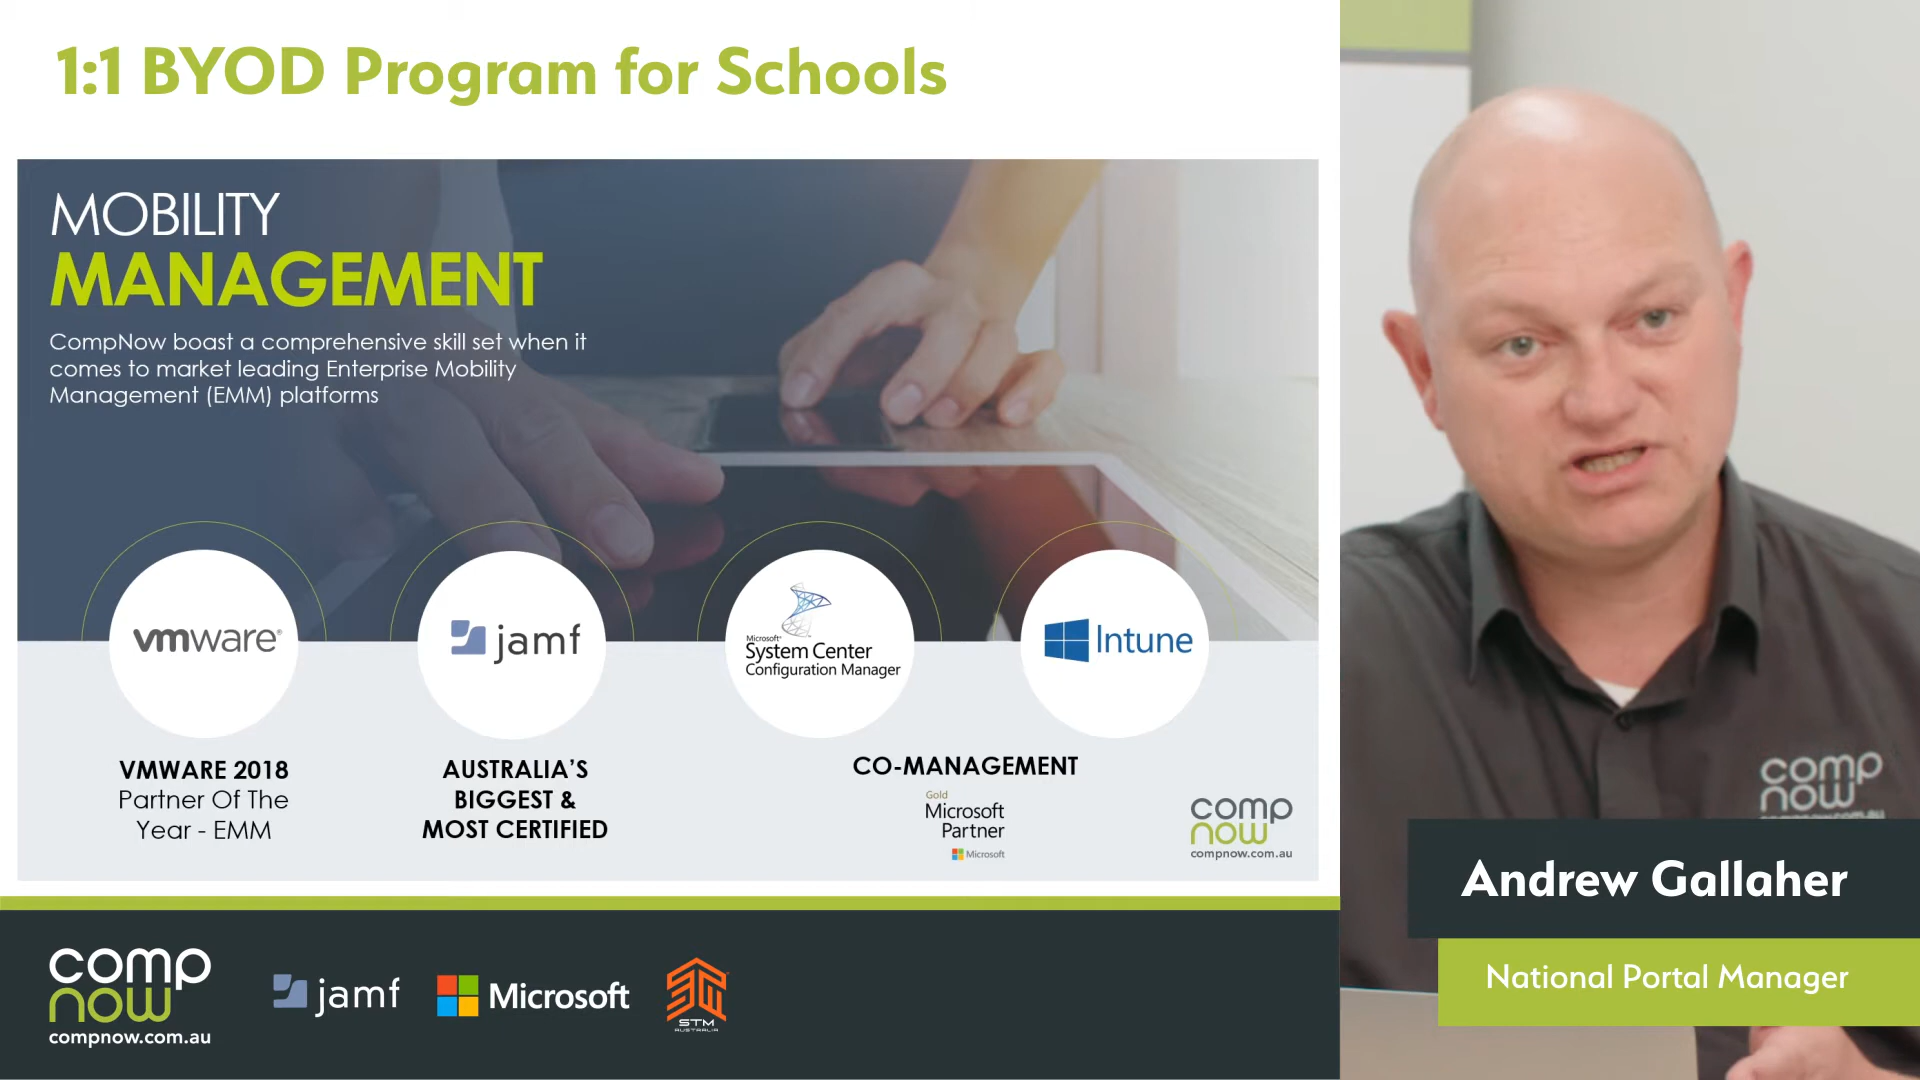 1:1 BYOD Program for Schools
MOBILITY
MANAGEMENT
CompNow boast a comprehensive skill set when it
comes to market leading Enterprise Mobility
Management (EMM) platforms
vmware®
jamf
Microsoft®
System Center
Configuration Manager
Intune
VMWARE 2018
Partner Of The
Year - EMM
AUSTRALIA’S
BIGGEST &
MOST CERTIFIED
CO-MANAGEMENT
Gold
Microsoft
Partner
Microsoft
comp
now
compnow.com.au
comp
now
Andrew Gallaher
National Portal Manager
comp
now
compnow.com.au
jamf
Microsoft
STM
AUSTRALIA